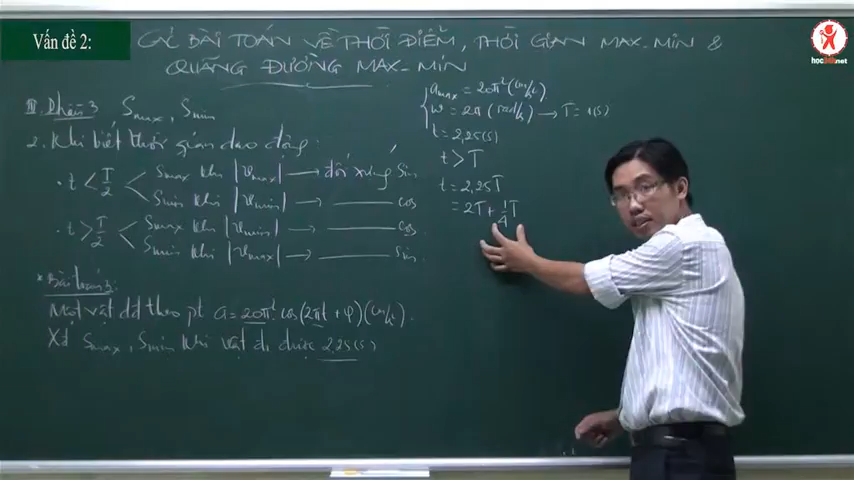 Vấn đề 2:
CÁC BÀI TOÁN VỀ THỜI ĐIỂM, THỜI GIAN MAX-MIN &
QUÃNG ĐƯỜNG MAX-MIN
hoc247.net
III. Phần 3 Smax, Smin
2. Khi biết thời gian dao động:
. t < T/2 < Smax khi |vmax| → đối xứng Sin
Smin khi |vmin| → ——— cos
. t > T/2 < Smax khi |vmin| → ——— cos
Smin khi |vmax| → ——— Sin
* Bài toán 3:
Một vật dđ theo pt a = 20π² cos(2πt + φ) (cm/s²).
Xđ Smax, Smin khi vật đi được 2,25(s)
amax = 20π² (cm/s²)
ω = 2π (rad/s) → T = 1(s)
t = 2,25(s)
t > T
t = 2,25T
= 2T + 1/4 T